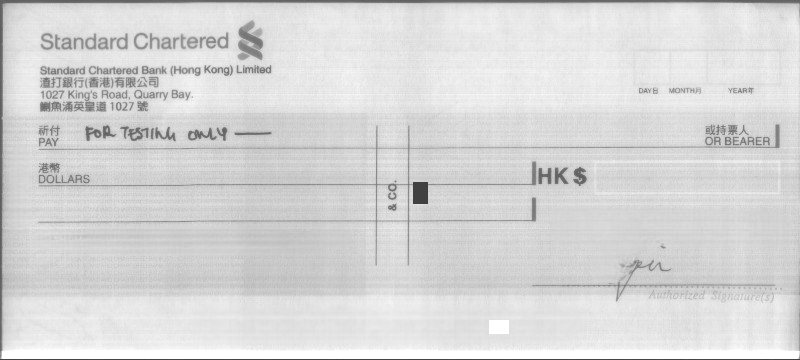 Standard Chartered
Standard Chartered Bank (Hong Kong) Limited
渣打銀行(香港)有限公司
1027 King's Road, Quarry Bay.
鰂魚涌英皇道 1027 號
DAY日 MONTH月 YEAR年
祈付
PAY FOR TESTING ONLY
或持票人
OR BEARER
港幣
DOLLARS
HK $
& CO.
Authorized Signature(s)